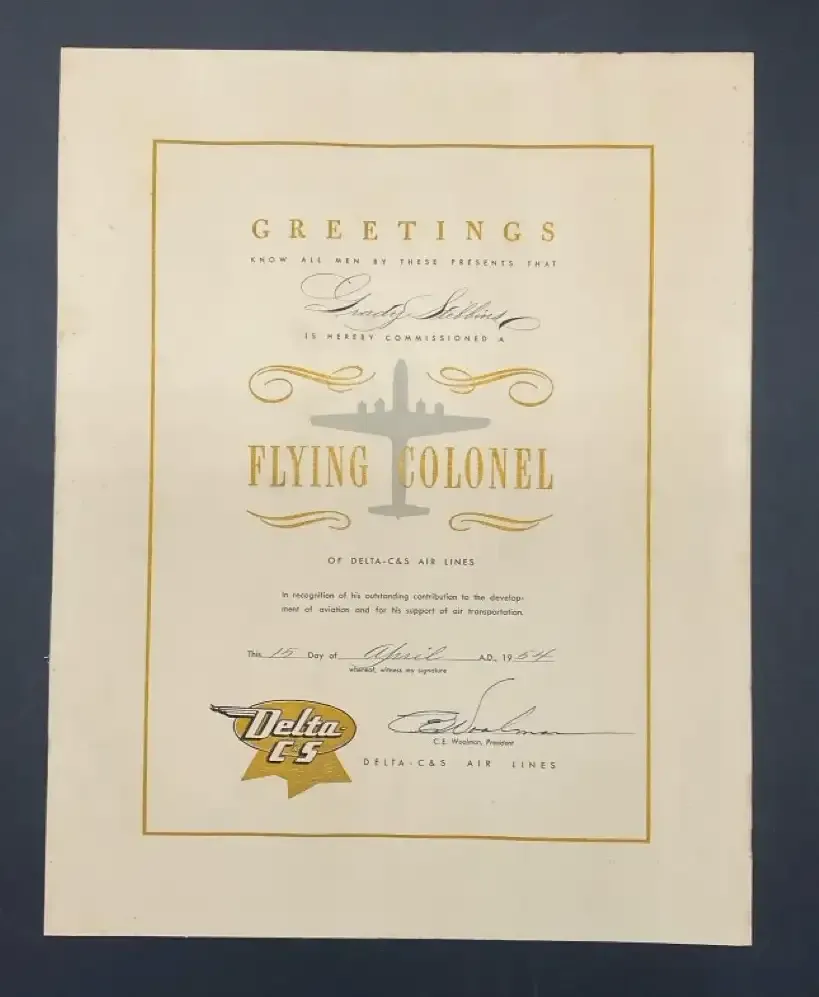 GREETINGS
KNOW ALL MEN BY THESE PRESENTS THAT
Grady Stebbins
IS HEREBY COMMISSIONED A
FLYING COLONEL
OF DELTA-C&S AIR LINES
In recognition of his outstanding contribution to the develop-
ment of aviation and for his support of air transportation.
This 15 Day of April A.D. 1954
whereof, witness my signature
Delta-
C&S
C.E. Woolman
C.E. Woolman, President
DELTA-C&S AIR LINES